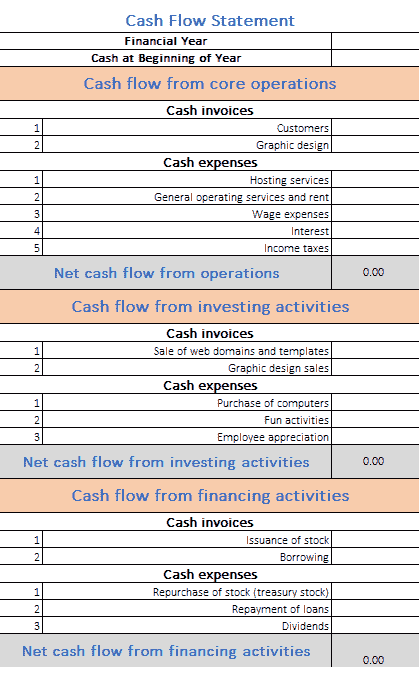 Cash Flow Statement
Financial Year
Cash at Beginning of Year
Cash flow from core operations
Cash invoices
1 Customers
2 Graphic design
Cash expenses
1 Hosting services
2 General operating services and rent
3 Wage expenses
4 Interest
5 Income taxes
Net cash flow from operations 0.00
Cash flow from investing activities
Cash invoices
1 Sale of web domains and templates
2 Graphic design sales
Cash expenses
1 Purchase of computers
2 Fun activities
3 Employee appreciation
Net cash flow from investing activities 0.00
Cash flow from financing activities
Cash invoices
1 Issuance of stock
2 Borrowing
Cash expenses
1 Repurchase of stock (treasury stock)
2 Repayment of loans
3 Dividends
Net cash flow from financing activities 0.00